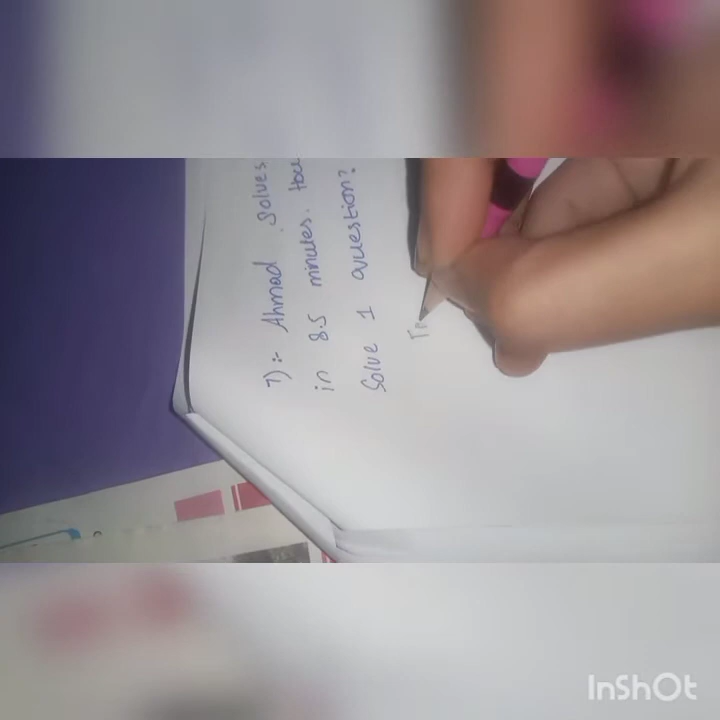 7):- Ahmad solves
in 8.5 minutes. How
Solve 1 question?
InShOt